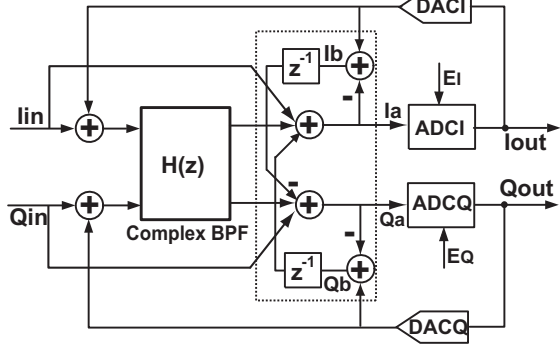 DACI
z-1
Ib
+
-
EI
Iin
+
+
Ia
ADCI
Iout
H(z)
Qin
+
-
+
Qout
Complex BPF
-
Qa
ADCQ
z-1
Qb
+
EQ
DACQ